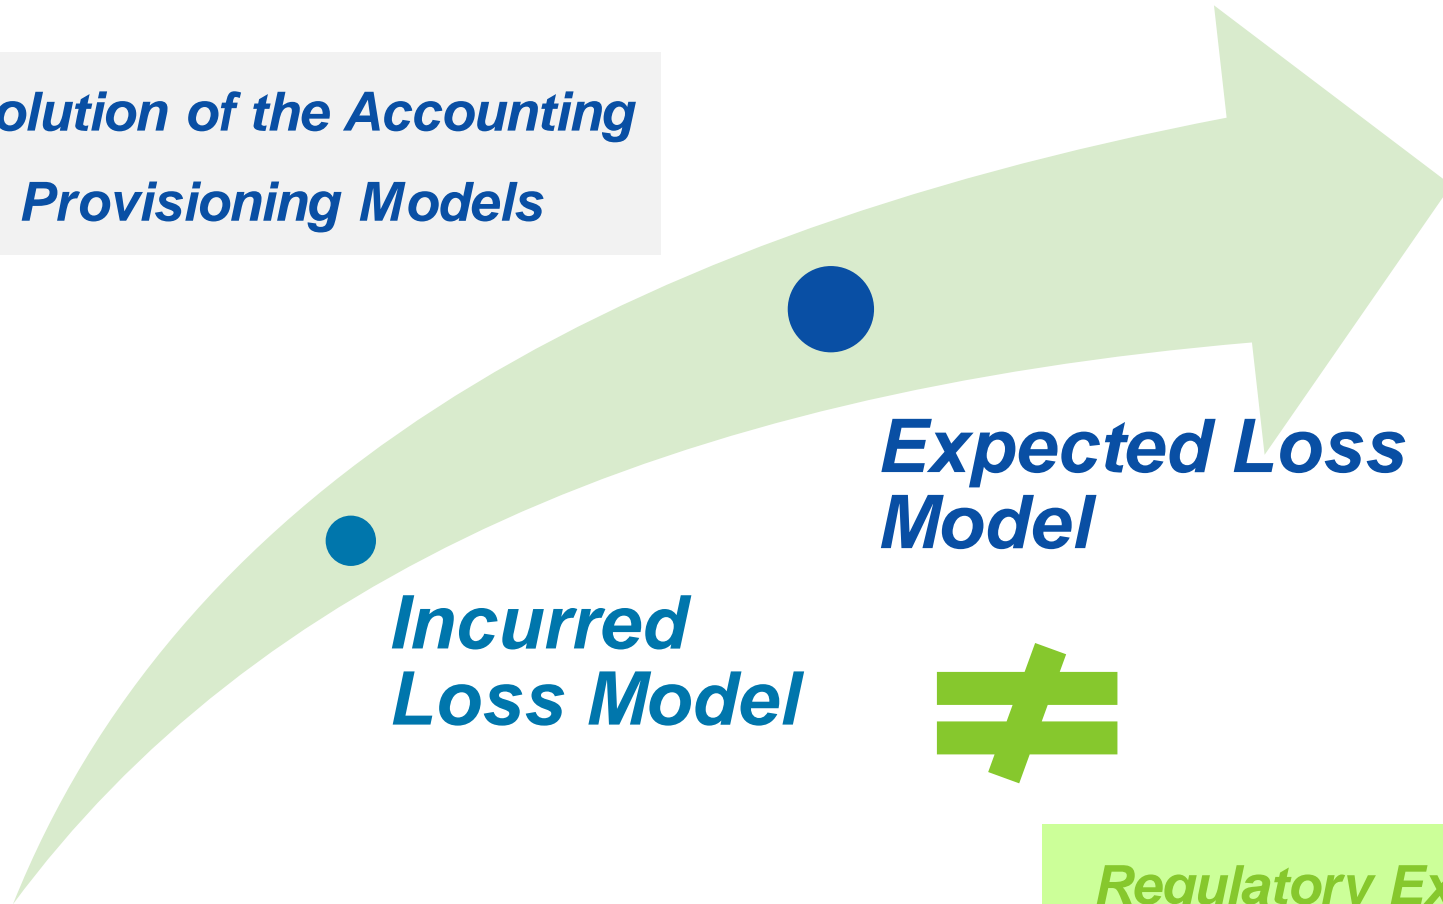 olution of the Accounting
Provisioning Models
Expected Loss
Model
Incurred
Loss Model
≠
Regulatory Ex